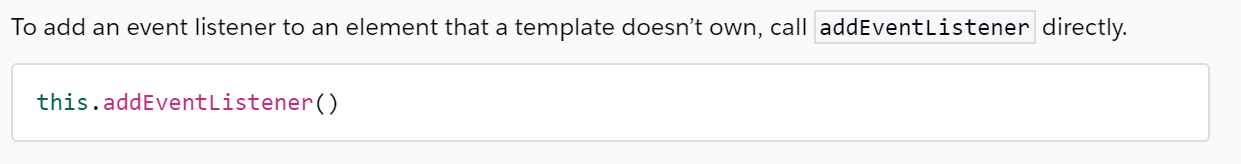 To add an event listener to an element that a template doesn’t own, call addEventListener directly.
this.addEventListener()